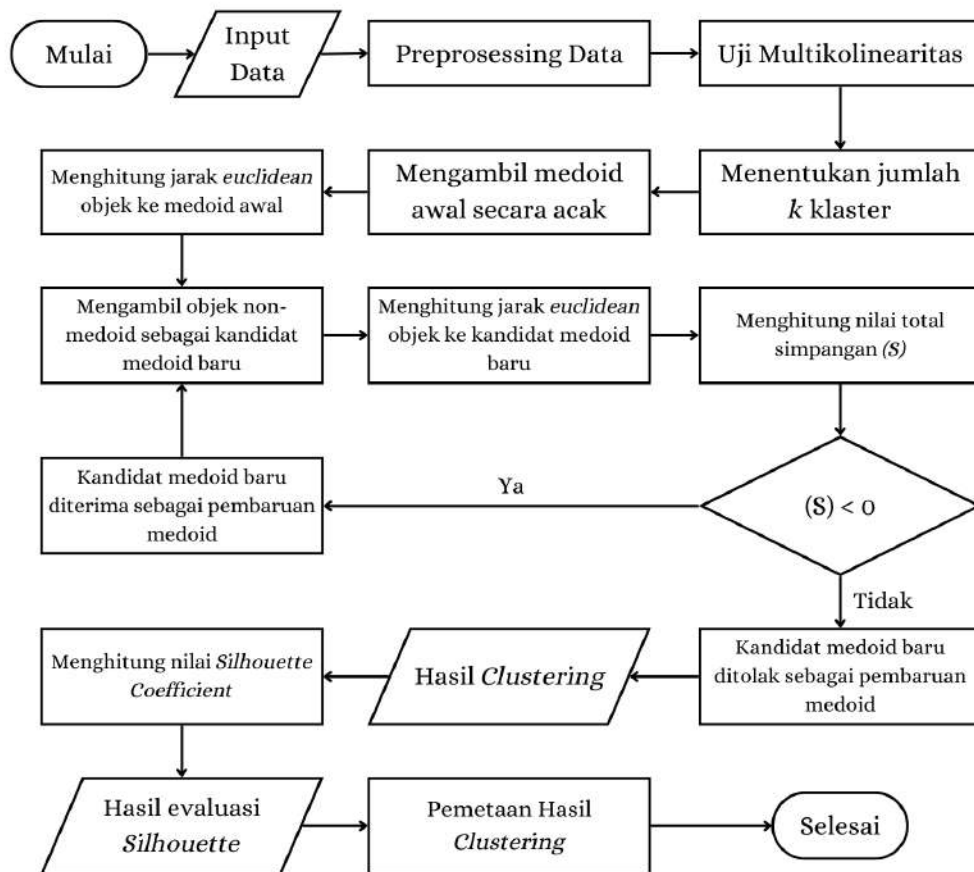 Mulai
Input
Data
Preprosessing Data
Uji Multikolinearitas
Menentukan jumlah
k klaster
Mengambil medoid
awal secara acak
Menghitung jarak euclidean
objek ke medoid awal
Mengambil objek non-
medoid sebagai kandidat
medoid baru
Menghitung jarak euclidean
objek ke kandidat medoid
baru
Menghitung nilai total
simpangan (S)
(S) < 0
Ya
Kandidat medoid baru
diterima sebagai pembaruan
medoid
Tidak
Kandidat medoid baru
ditolak sebagai pembaruan
medoid
Hasil Clustering
Menghitung nilai Silhouette
Coefficient
Hasil evaluasi
Silhouette
Pemetaan Hasil
Clustering
Selesai